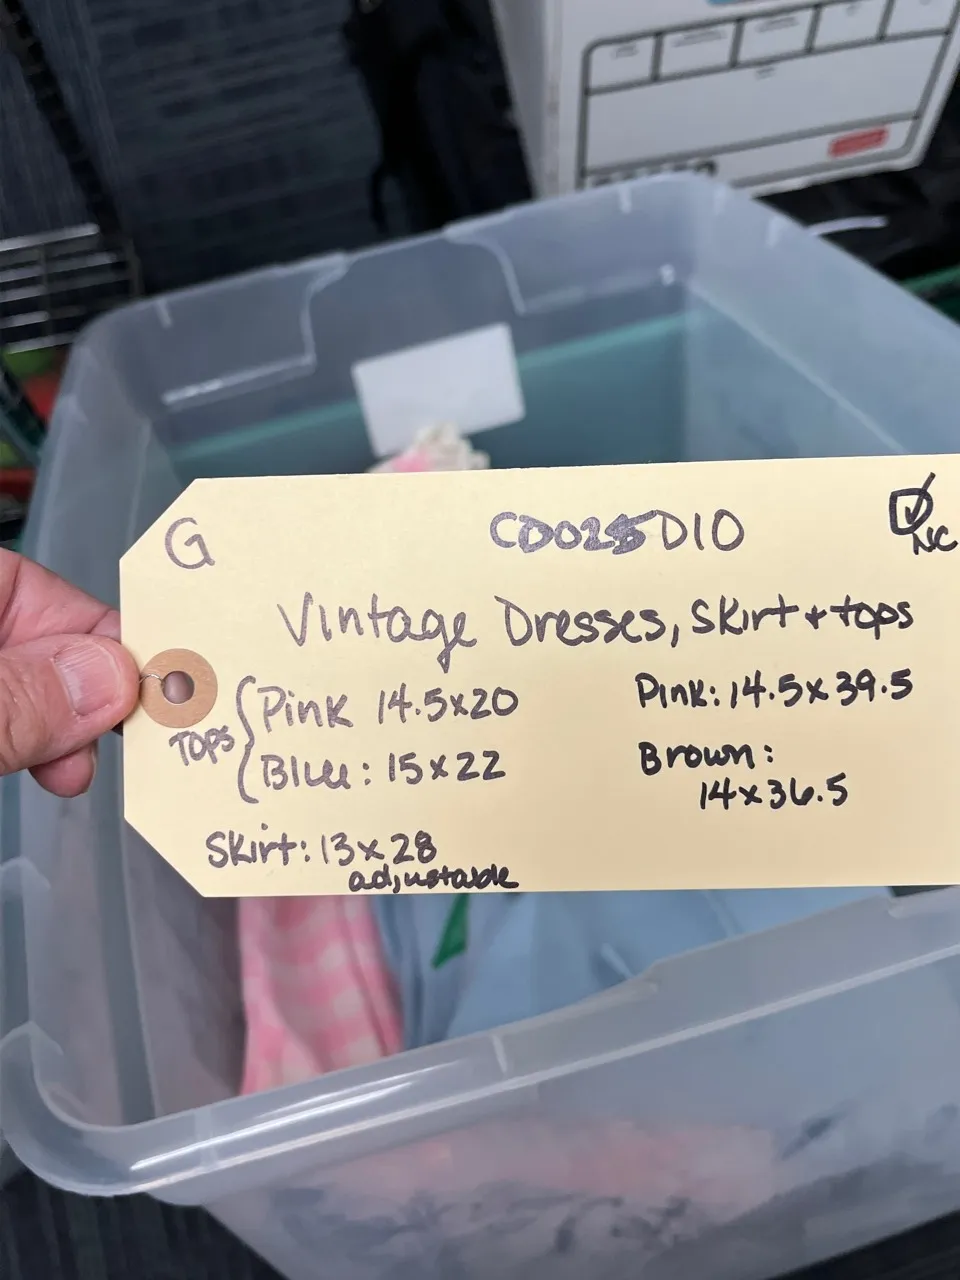 G
CD025D10
NC
Vintage Dresses, Skirt + tops
TOPS { Pink 14.5x20
Blue: 15x22
Skirt: 13x28
adjustable
Pink: 14.5x39.5
Brown:
14x36.5